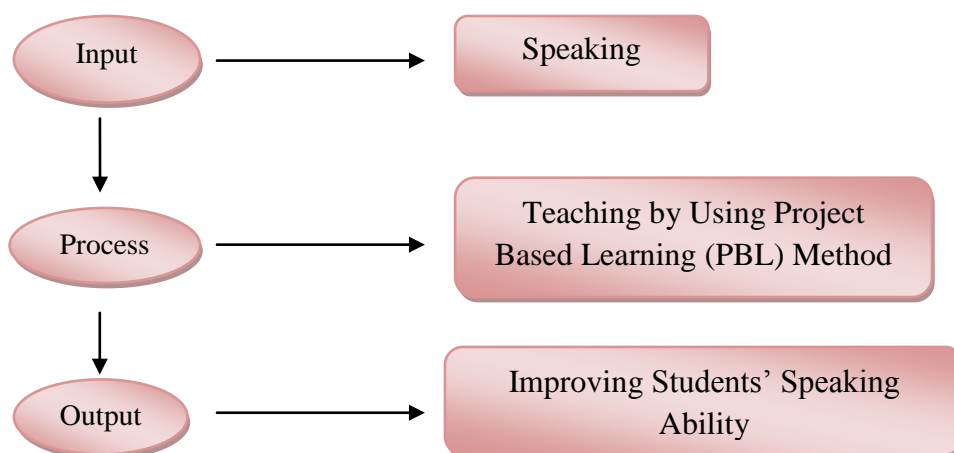 Input
Speaking
Process
Teaching by Using Project
Based Learning (PBL) Method
Output
Improving Students’ Speaking
Ability